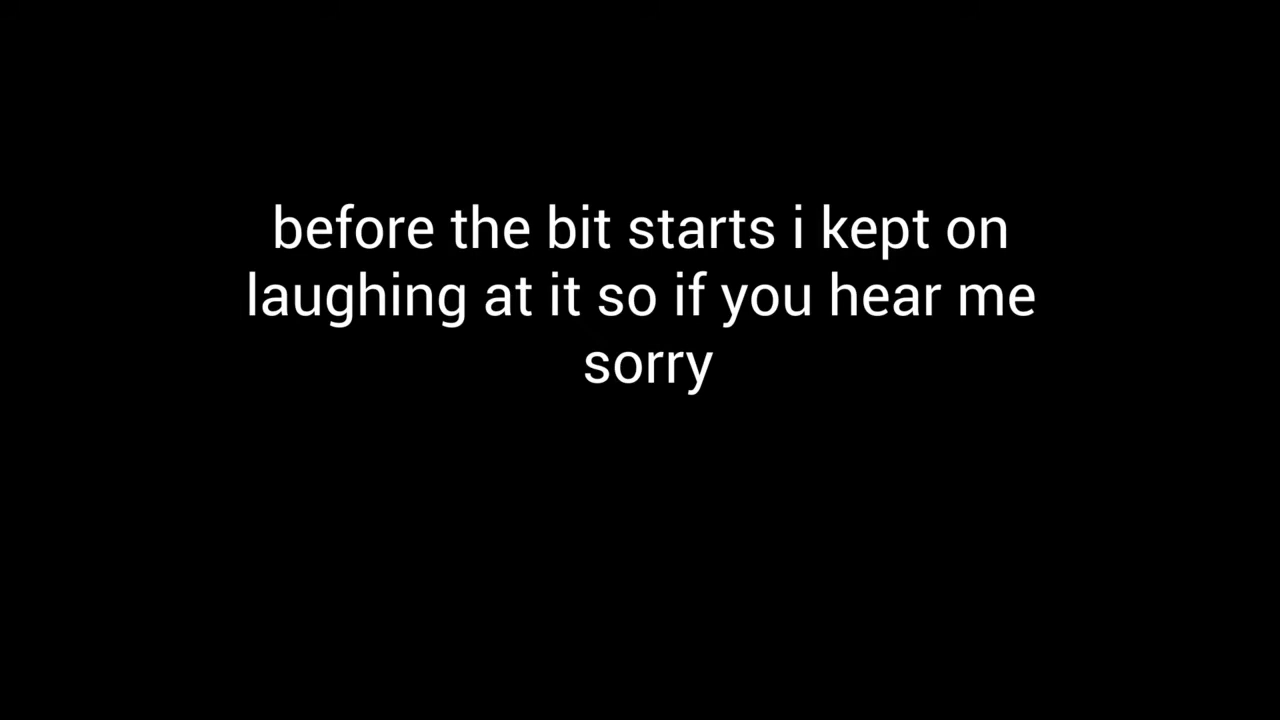 before the bit starts i kept on
laughing at it so if you hear me
sorry